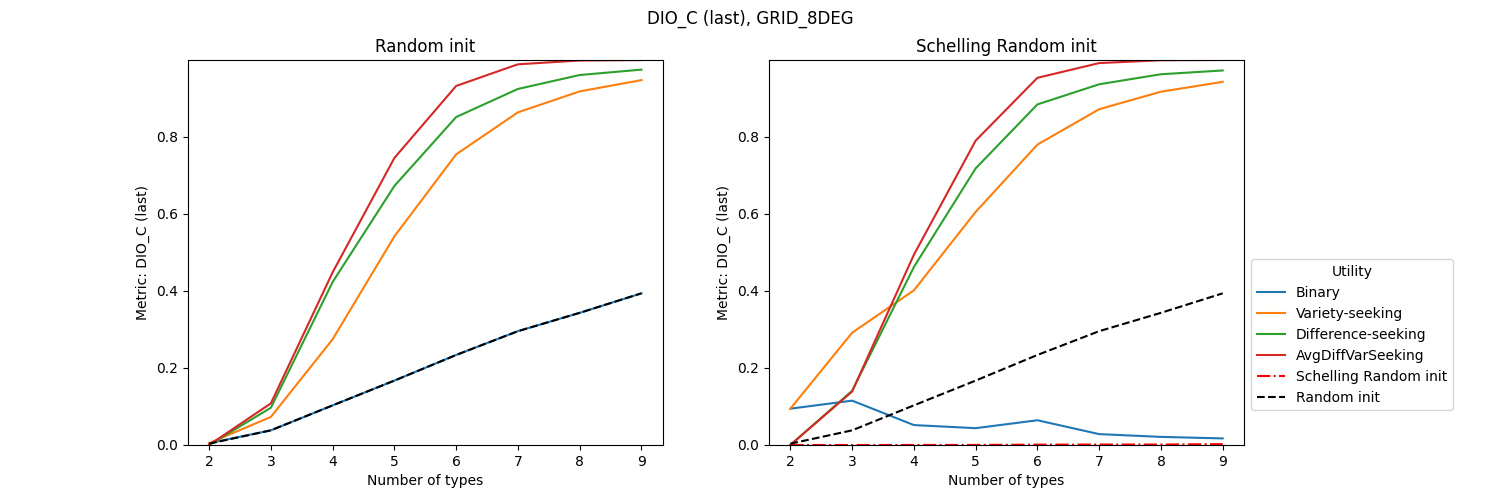 DIO_C (last), GRID_8DEG
Random init
Metric: DIO_C (last)
0.8
0.6
0.4
0.2
0.0
2 3 4 5 6 7 8 9
Number of types
Schelling Random init
Metric: DIO_C (last)
0.8
0.6
0.4
0.2
0.0
2 3 4 5 6 7 8 9
Number of types
Utility
Binary
Variety-seeking
Difference-seeking
AvgDiffVarSeeking
Schelling Random init
Random init